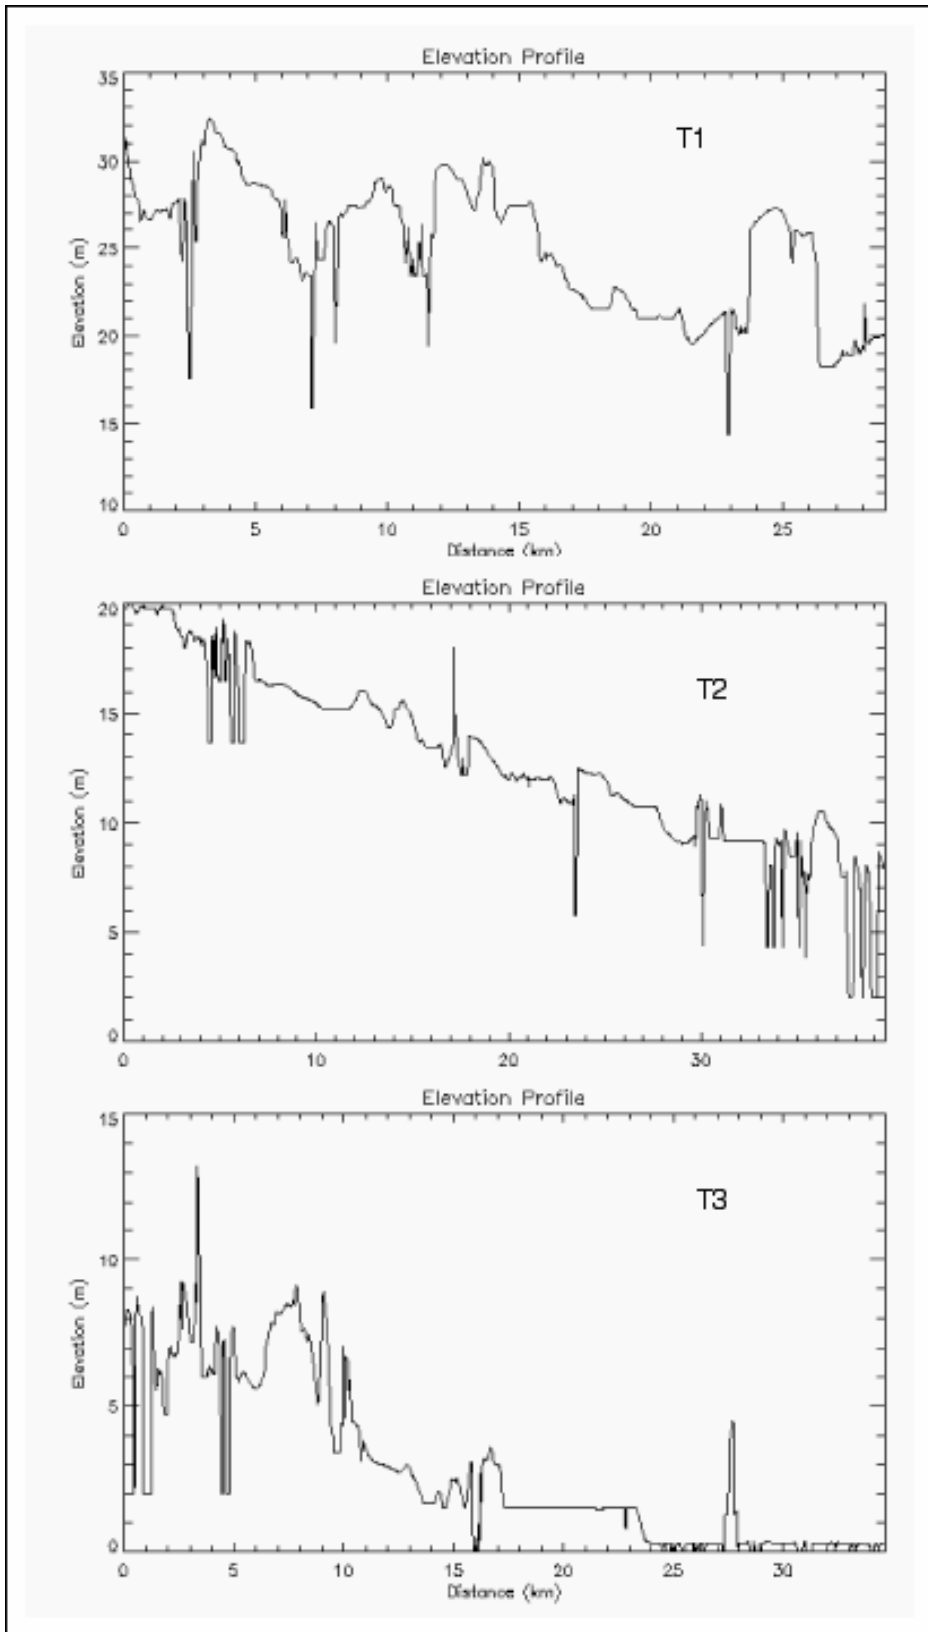 Elevation Profile
T1
Elevation (m)
35
30
25
20
15
10
0 5 10 15 20 25
Distance (km)
Elevation Profile
T2
Elevation (m)
20
15
10
5
0
0 10 20 30
Elevation Profile
T3
Elevation (m)
15
10
5
0
0 5 10 15 20 25 30
Distance (km)